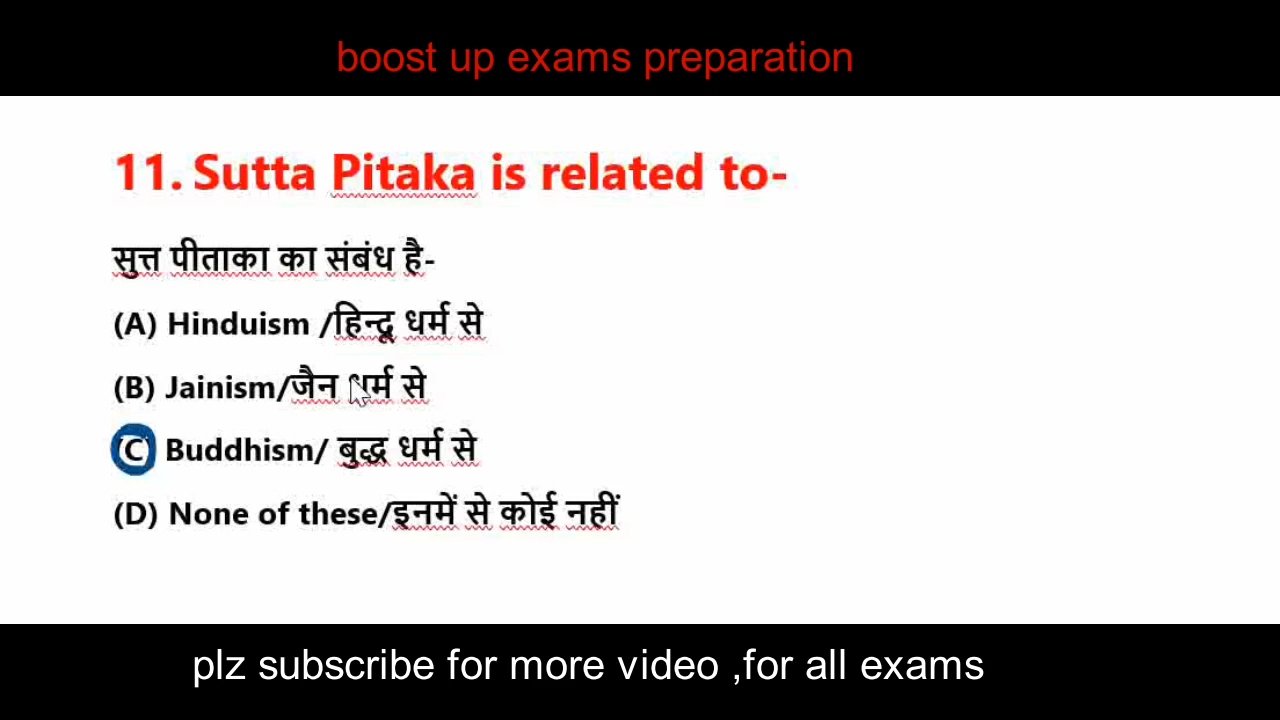 boost up exams preparation
11. Sutta Pitaka is related to-
सुत्त पीताका का संबंध है-
(A) Hinduism /हिन्दू धर्म से
(B) Jainism/जैन धर्म से
(C) Buddhism/ बुद्ध धर्म से
(D) None of these/इनमें से कोई नहीं
plz subscribe for more video ,for all exams